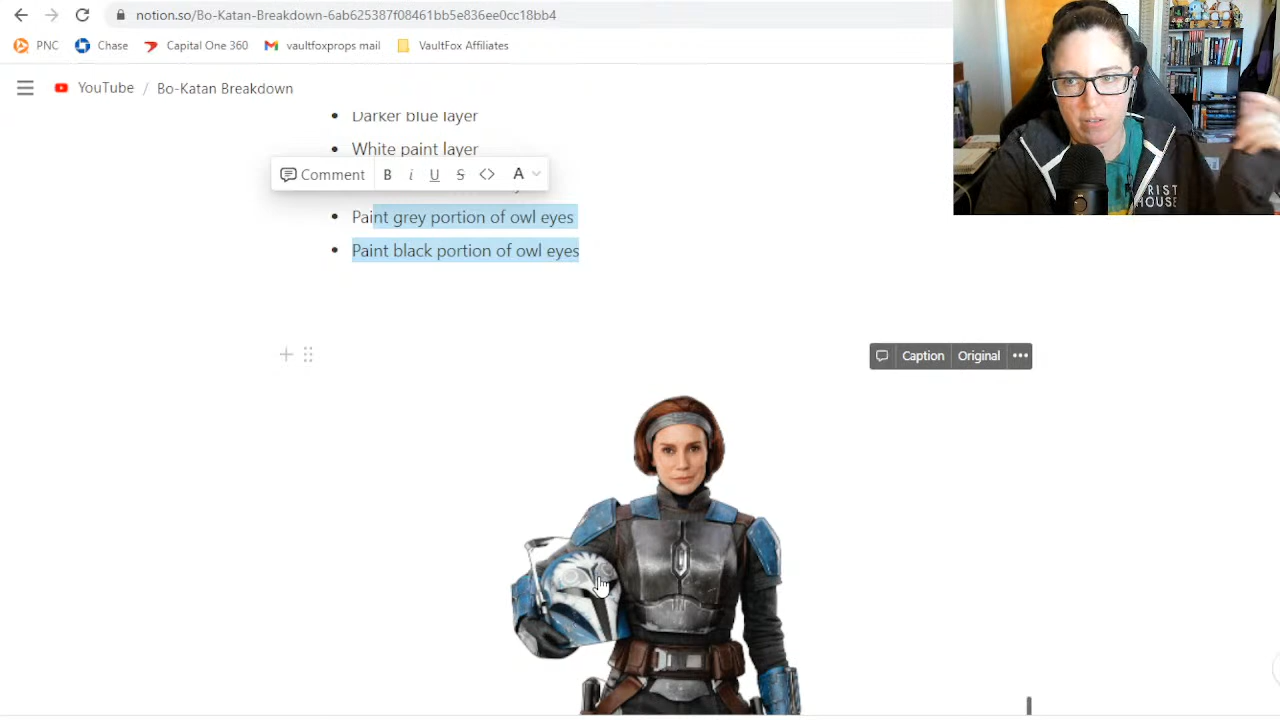 notion.so/Bo-Katan-Breakdown-6ab625387f08461bb5e836ee0cc18bb4
PNC Chase Capital One 360 vaultfoxprops mail VaultFox Affiliates
YouTube / Bo-Katan Breakdown
Darker blue layer
White paint layer
Comment B i U S <> A
Paint grey portion of owl eyes
Paint black portion of owl eyes
Caption Original
RIST
HOUSE